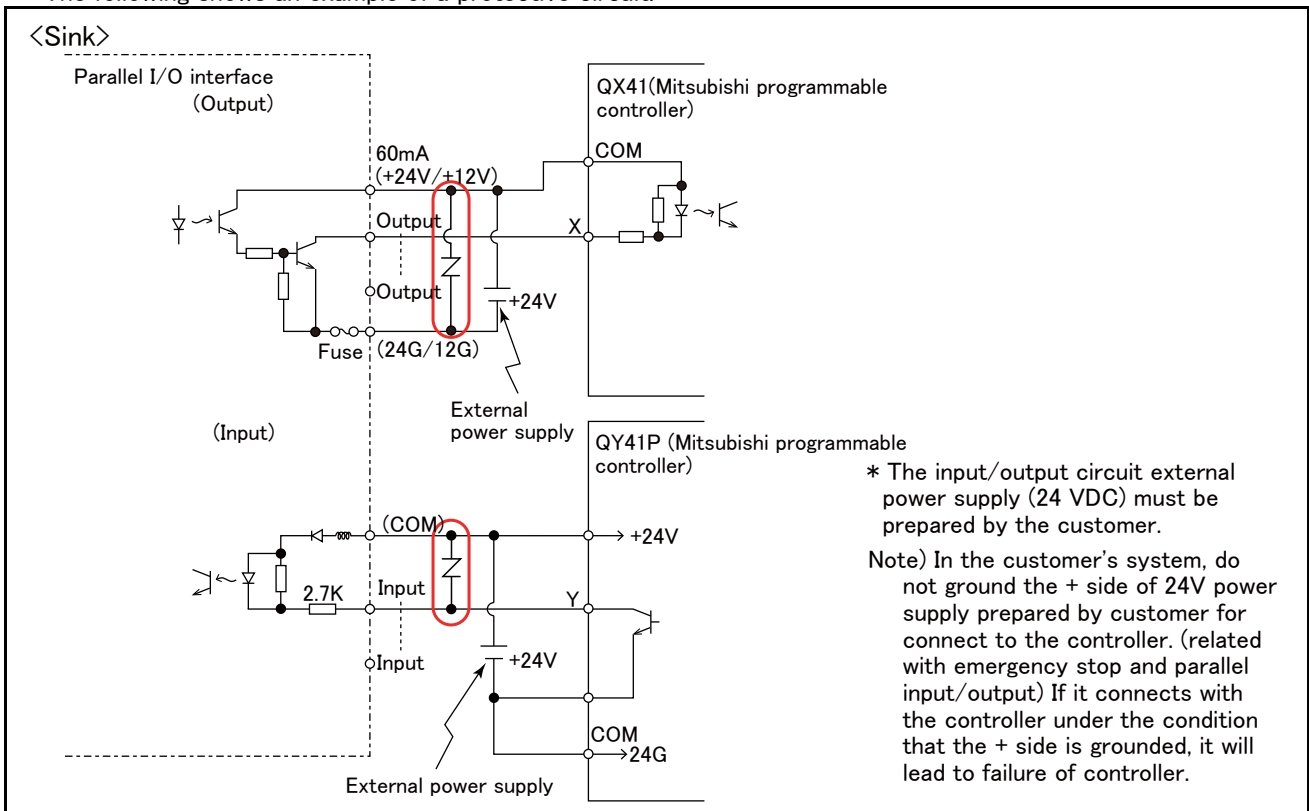 The following shows an example of a protective circuit.
<Sink>
Parallel I/O interface
(Output)
QX41(Mitsubishi programmable
controller)
60mA
(+24V/+12V)
COM
Output
X
Output
+24V
Fuse
(24G/12G)
External
power supply
(Input)
QY41P (Mitsubishi programmable
controller)
(COM)
+24V
2.7K
Input
Y
Input
+24V
COM
24G
External power supply
* The input/output circuit external
power supply (24 VDC) must be
prepared by the customer.
Note) In the customer's system, do
not ground the + side of 24V power
supply prepared by customer for
connect to the controller. (related
with emergency stop and parallel
input/output) If it connects with
the controller under the condition
that the + side is grounded, it will
lead to failure of controller.